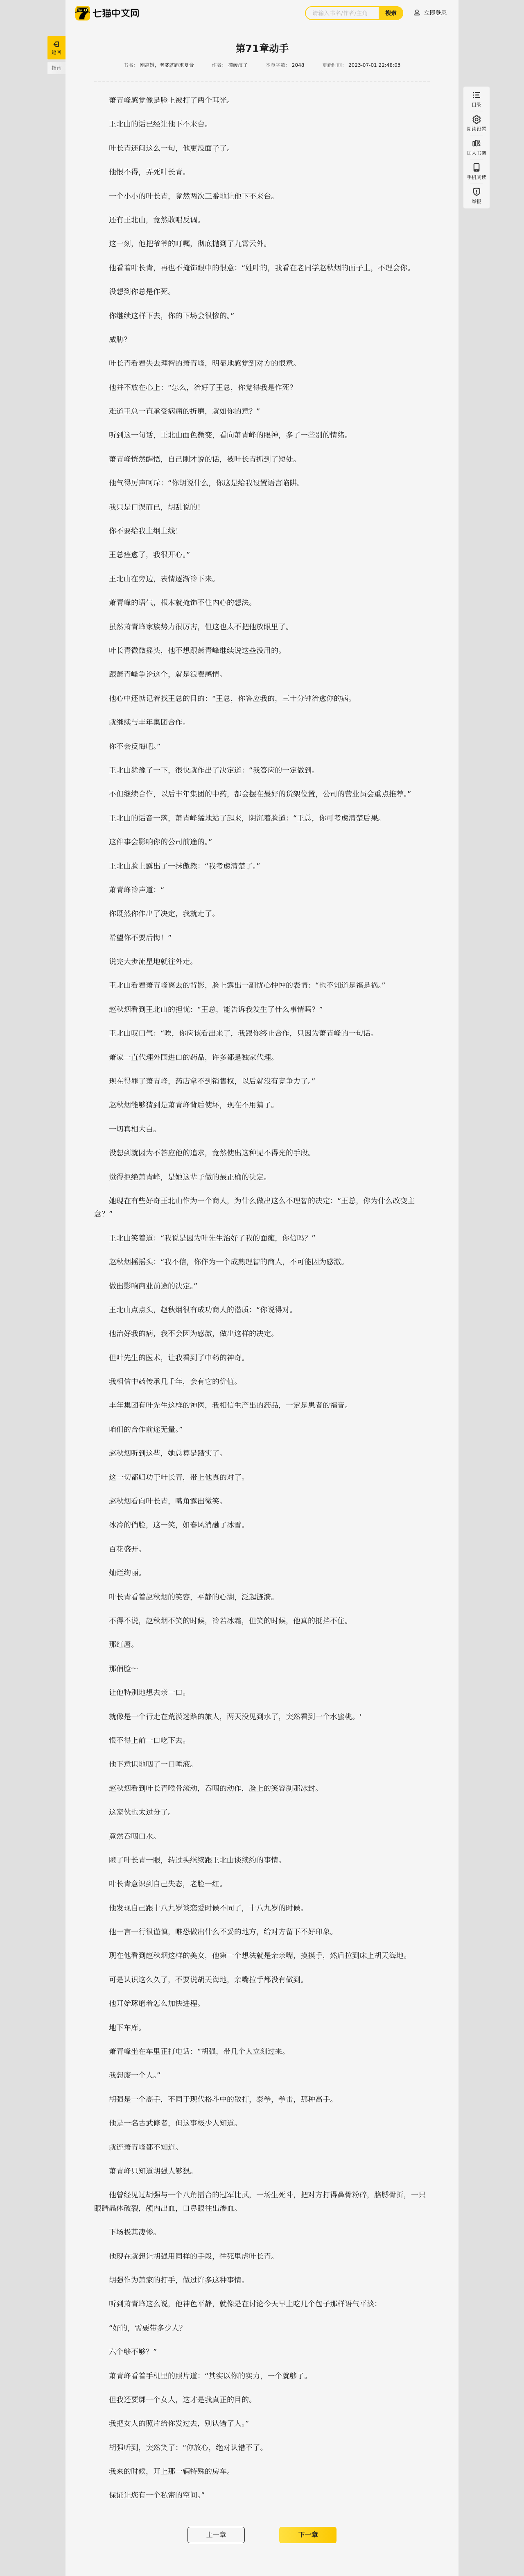 七猫中文网
请输入书名/作者/主角
搜索
立即登录
返回
指南
目录
阅读设置
加入书架
手机阅读
举报
第71章动手
书名: 刚离婚，老婆就跪求复合 作者: 搬砖汉子 本章字数: 2048 更新时间: 2023-07-01 22:48:03
萧青峰感觉像是脸上被打了两个耳光。
王北山的话已经让他下不来台。
叶长青还问这么一句，他更没面子了。
他恨不得，弄死叶长青。
一个小小的叶长青，竟然两次三番地让他下不来台。
还有王北山，竟然敢唱反调。
这一刻，他把爷爷的叮嘱，彻底抛到了九霄云外。
他看着叶长青，再也不掩饰眼中的恨意：“姓叶的，我看在老同学赵秋烟的面子上，不理会你。
没想到你总是作死。
你继续这样下去，你的下场会很惨的。”
威胁？
叶长青看着失去理智的萧青峰，明显地感觉到对方的恨意。
他并不放在心上：“怎么，治好了王总，你觉得我是作死？
难道王总一直承受病痛的折磨，就如你的意？”
听到这一句话，王北山面色微变，看向萧青峰的眼神，多了一些别的情绪。
萧青峰恍然醒悟，自己刚才说的话，被叶长青抓到了短处。
他气得厉声呵斥：“你胡说什么，你这是给我设置语言陷阱。
我只是口误而已，胡乱说的！
你不要给我上纲上线！
王总痊愈了，我很开心。”
王北山在旁边，表情逐渐冷下来。
萧青峰的语气，根本就掩饰不住内心的想法。
虽然萧青峰家族势力很厉害，但这也太不把他放眼里了。
叶长青微微摇头，他不想跟萧青峰继续说这些没用的。
跟萧青峰争论这个，就是浪费感情。
他心中还惦记着找王总的目的：“王总，你答应我的，三十分钟治愈你的病。
就继续与丰年集团合作。
你不会反悔吧。”
王北山犹豫了一下，很快就作出了决定道：“我答应的一定做到。
不但继续合作，以后丰年集团的中药，都会摆在最好的货架位置，公司的营业员会重点推荐。”
王北山的话音一落，萧青峰猛地站了起来，阴沉着脸道：“王总，你可考虑清楚后果。
这件事会影响你的公司前途的。”
王北山脸上露出了一抹傲然：“我考虑清楚了。”
萧青峰冷声道：“
你既然你作出了决定，我就走了。
希望你不要后悔！”
说完大步流星地就往外走。
王北山看着萧青峰离去的背影，脸上露出一副忧心忡忡的表情：“也不知道是福是祸。”
赵秋烟看到王北山的担忧：“王总，能告诉我发生了什么事情吗？”
王北山叹口气：“唉，你应该看出来了，我跟你终止合作，只因为萧青峰的一句话。
萧家一直代理外国进口的药品，许多都是独家代理。
现在得罪了萧青峰，药店拿不到销售权，以后就没有竞争力了。”
赵秋烟能够猜到是萧青峰背后使坏，现在不用猜了。
一切真相大白。
没想到就因为不答应他的追求，竟然使出这种见不得光的手段。
觉得拒绝萧青峰，是她这辈子做的最正确的决定。
她现在有些好奇王北山作为一个商人，为什么做出这么不理智的决定：“王总，你为什么改变主
意？”
王北山笑着道：“我说是因为叶先生治好了我的面瘫，你信吗？”
赵秋烟摇摇头：“我不信，你作为一个成熟理智的商人，不可能因为感激。
做出影响商业前途的决定。”
王北山点点头，赵秋烟很有成功商人的潜质：“你说得对。
他治好我的病，我不会因为感激，做出这样的决定。
但叶先生的医术，让我看到了中药的神奇。
我相信中药传承几千年，会有它的价值。
丰年集团有叶先生这样的神医，我相信生产出的药品，一定是患者的福音。
咱们的合作前途无量。”
赵秋烟听到这些，她总算是踏实了。
这一切都归功于叶长青，带上他真的对了。
赵秋烟看向叶长青，嘴角露出微笑。
冰冷的俏脸，这一笑，如春风消融了冰雪。
百花盛开。
灿烂绚丽。
叶长青看着赵秋烟的笑容，平静的心湖，泛起涟漪。
不得不说，赵秋烟不笑的时候，冷若冰霜，但笑的时候，他真的抵挡不住。
那红唇。
那俏脸～
让他特别地想去亲一口。
就像是一个行走在荒漠迷路的旅人，两天没见到水了，突然看到一个水蜜桃。‘
恨不得上前一口吃下去。
他下意识地咽了一口唾液。
赵秋烟看到叶长青喉骨滚动，吞咽的动作，脸上的笑容刹那冰封。
这家伙也太过分了。
竟然吞咽口水。
瞪了叶长青一眼，转过头继续跟王北山谈续约的事情。
叶长青意识到自己失态，老脸一红。
他发现自己跟十八九岁谈恋爱时候不同了，十八九岁的时候。
他一言一行很谨慎，唯恐做出什么不妥的地方，给对方留下不好印象。
现在他看到赵秋烟这样的美女，他第一个想法就是亲亲嘴，摸摸手，然后拉到床上胡天海地。
可是认识这么久了，不要说胡天海地，亲嘴拉手都没有做到。
他开始琢磨着怎么加快进程。
地下车库。
萧青峰坐在车里正打电话：“胡强，带几个人立刻过来。
我想废一个人。”
胡强是一个高手，不同于现代格斗中的散打，泰拳，拳击，那种高手。
他是一名古武修者，但这事极少人知道。
就连萧青峰都不知道。
萧青峰只知道胡强人够狠。
他曾经见过胡强与一个八角擂台的冠军比武，一场生死斗，把对方打得鼻骨粉碎，胳膊骨折，一只
眼睛晶体破裂，颅内出血，口鼻眼往出渗血。
下场极其凄惨。
他现在就想让胡强用同样的手段，往死里虐叶长青。
胡强作为萧家的打手，做过许多这种事情。
听到萧青峰这么说，他神色平静，就像是在讨论今天早上吃几个包子那样语气平淡：
“好的，需要带多少人？
六个够不够？”
萧青峰看着手机里的照片道：“其实以你的实力，一个就够了。
但我还要绑一个女人，这才是我真正的目的。
我把女人的照片给你发过去，别认错了人。”
胡强听到，突然笑了：“你放心，绝对认错不了。
我来的时候，开上那一辆特殊的房车。
保证让您有一个私密的空间。”
上一章
下一章